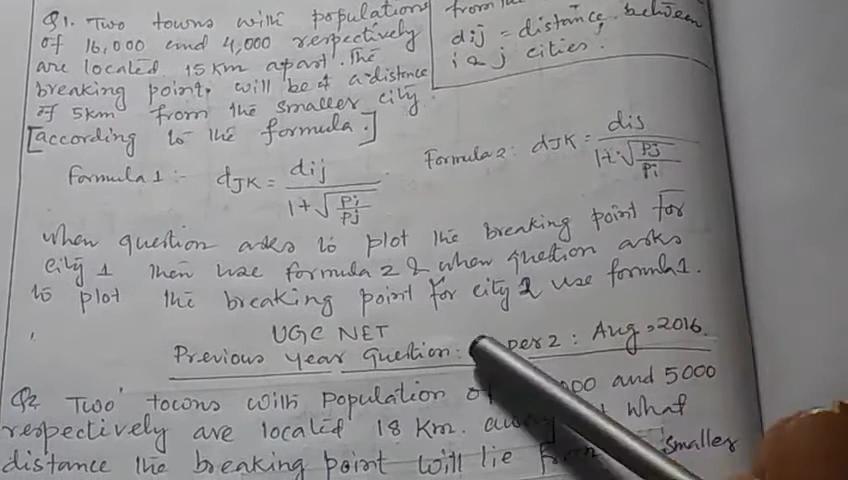 Q1. Two towns with populations
of 16,000 and 4,000 respectively
are located 15 Km apart. The
breaking point, will be at a distance
of 5km from the smaller city
[according to the formula.]
from the
dij = distance between
i & j cities.
Formula 1 :- dJK = dij / 1+√Pi/Pj
Formula 2 : dJK = dis / 1+√Pj/Pi
when question asks to plot the breaking point for
city 1 then use formula 2 & when question asks
to plot the breaking point for city 2 use formula 1.
UGC NET
Previous year question: per 2 : Aug, 2016.
Q2 Two towns with Population of 000 and 5000
respectively are located 18 Km. what
distance the breaking point will lie from smaller